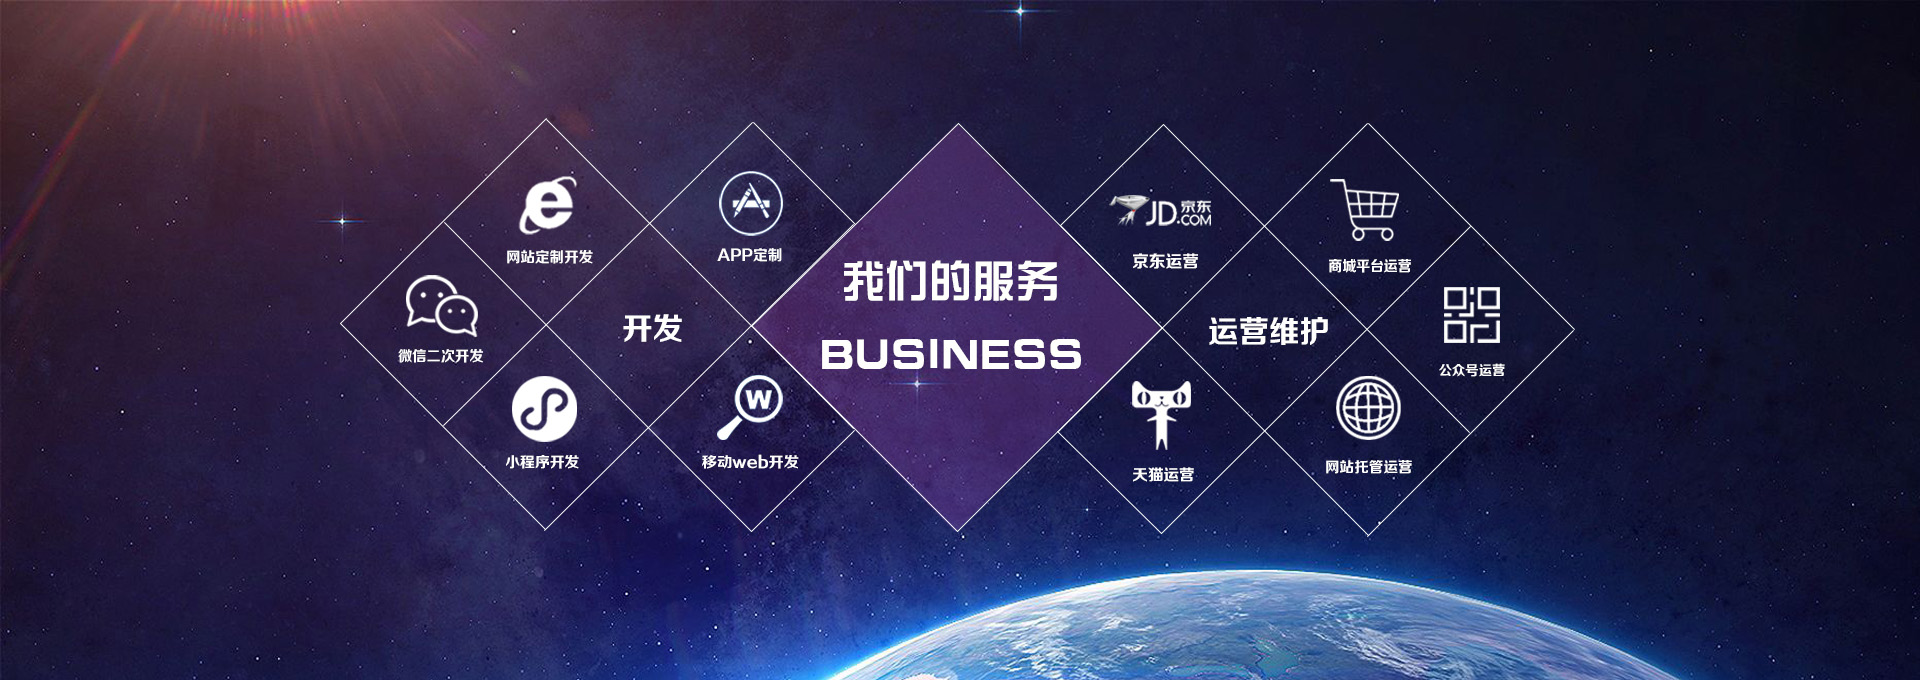 网站定制开发
APP定制
微信二次开发
开发
小程序开发
W
移动web开发
我们的服务
BUSINESS
JD.COM 京东
京东运营
商城平台运营
运营维护
公众号运营
天猫运营
网站托管运营